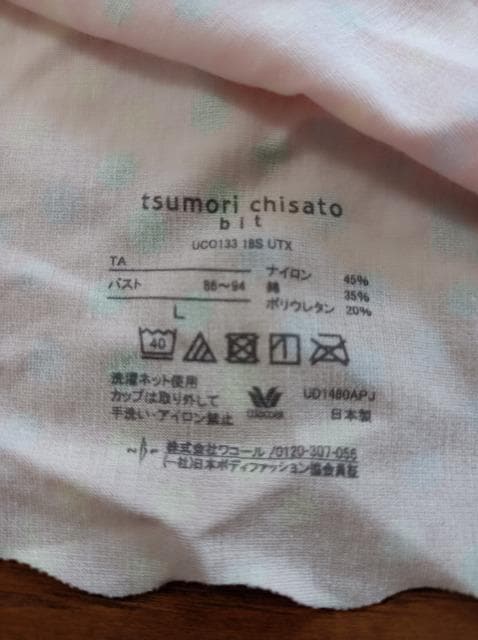 tsumori chisato
bit
UCO133 18S UTX
TA
バスト 86〜94
L
ナイロン 45%
綿 35%
ポリウレタン 20%
40
洗濯ネット使用
カップは取り外して
手洗い・アイロン禁止
UD1480APJ
日本製
株式会社ワコール/0120-307-056
(一社)日本ボディファッション協会員証